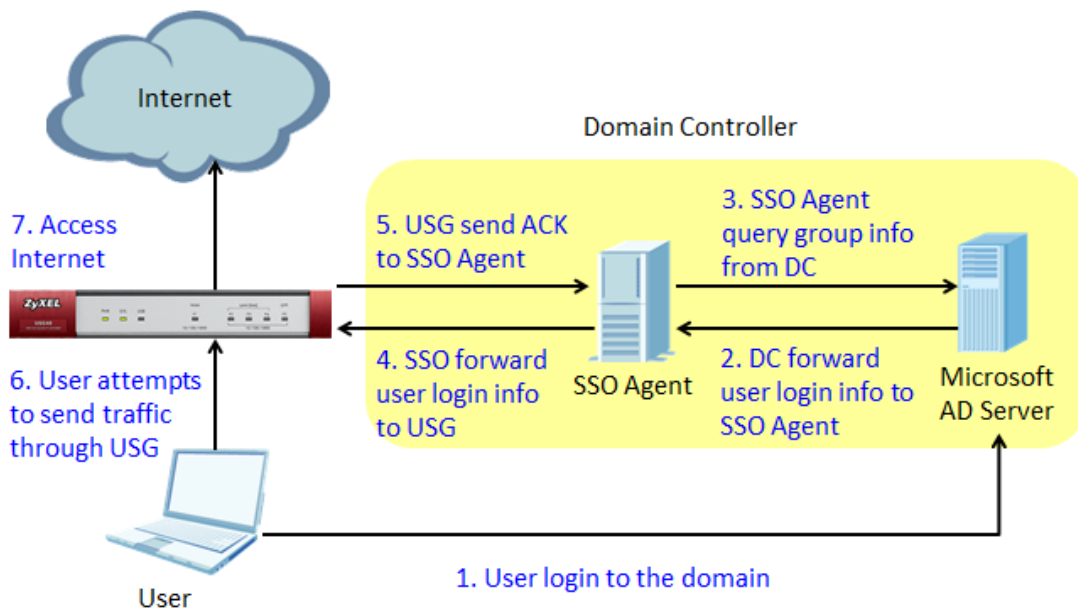 Internet
Domain Controller
7. Access
Internet
5. USG send ACK
to SSO Agent
3. SSO Agent
query group info
from DC
ZyXEL
6. User attempts
to send traffic
through USG
4. SSO forward
user login info
to USG
SSO Agent
2. DC forward
user login info to
SSO Agent
Microsoft
AD Server
1. User login to the domain
User